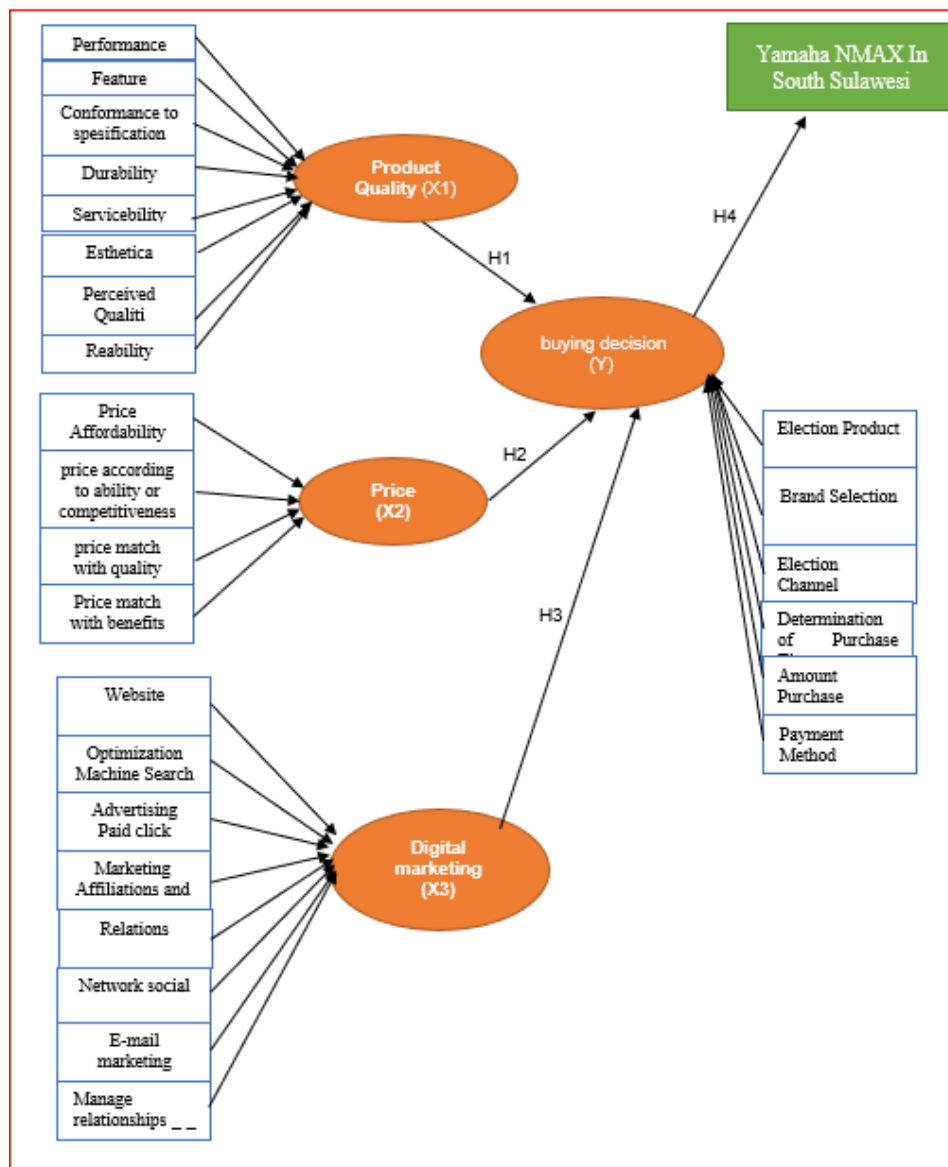 Performance
Feature
Conformance to
spesification
Durability
Servicebility
Esthetica
Perceived
Qualiti
Reability
Product
Quality (X1)
H1
Yamaha NMAX In
South Sulawesi
H4
buying decision
(Y)
Price
Affordability
price according
to ability or
competitiveness
price match
with quality
Price match
with benefits
Price
(X2)
H2
Election Product
Brand Selection
Election
Channel
Determination
of Purchase
Amount
Purchase
Payment
Method
H3
Website
Optimization
Machine Search
Advertising
Paid click
Marketing
Affiliations and
Relations
Network social
E-mail
marketing
Manage
relationships _ _
Digital
marketing
(X3)